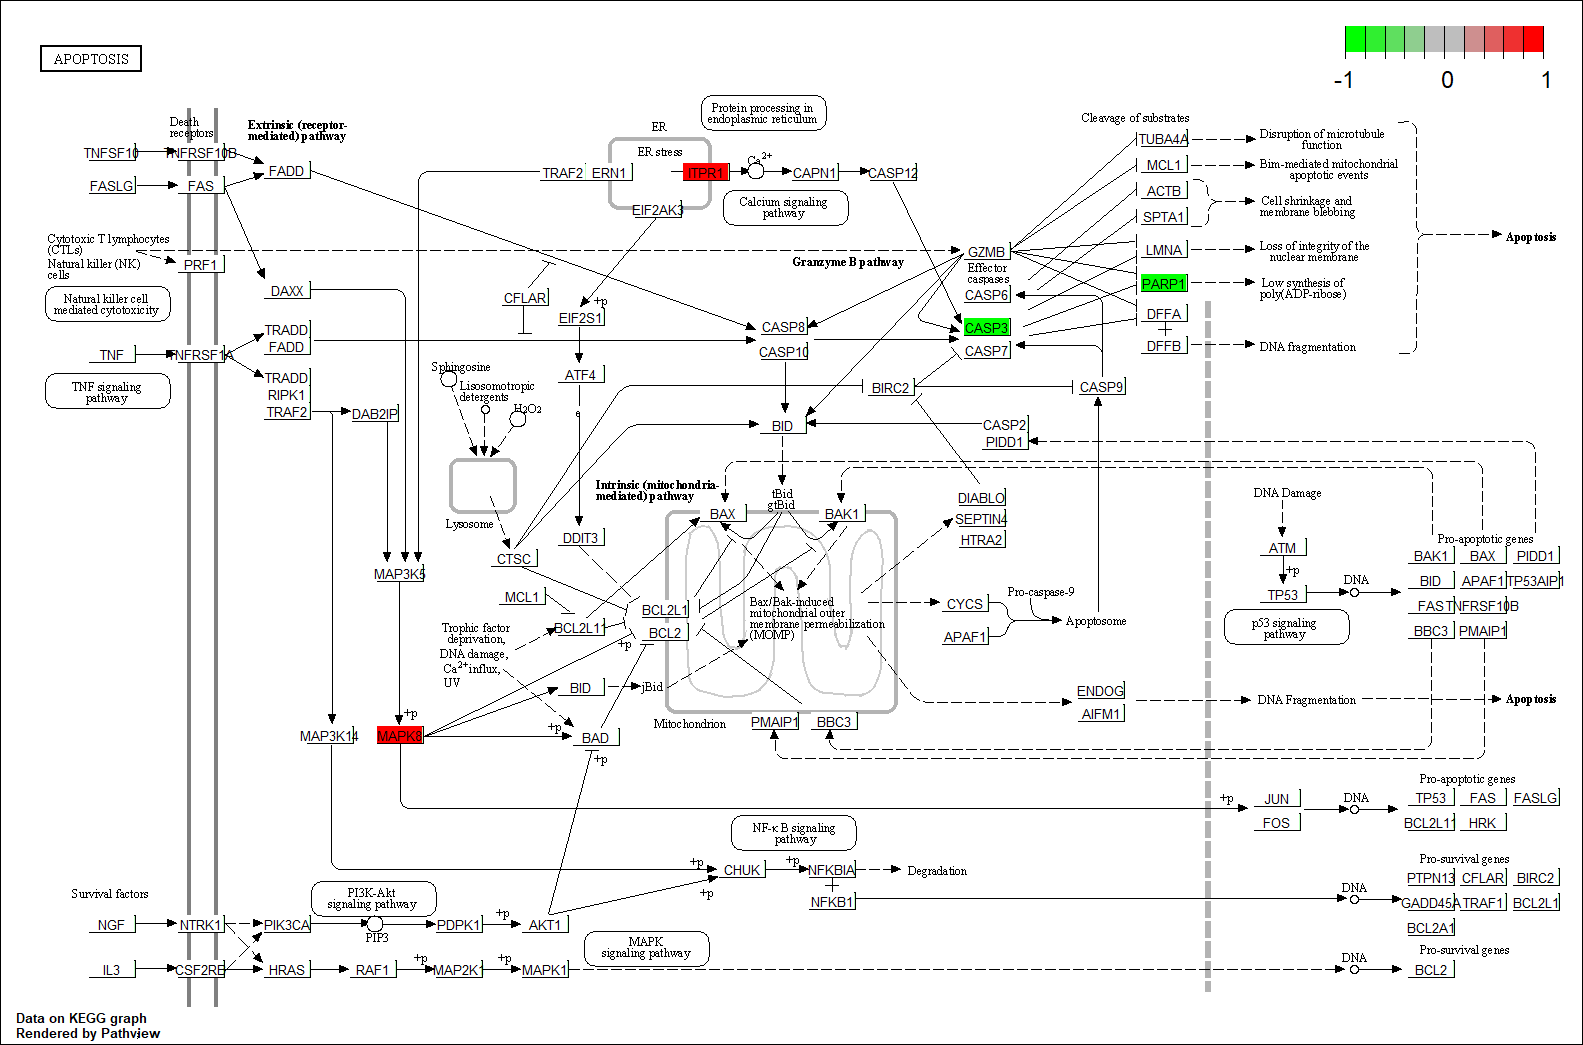 APOPTOSIS
-1 0 1
Death
receptors
Extrinsic (receptor-
mediated) pathway
TNFSF10
TNFRSF10B
FADD
FASLG
FAS
Cytotoxic T lymphocytes
(CTLs)
Natural killer (NK)
cells
PRF1
Natural killer cell
mediated cytotoxicity
DAXX
TRADD
FADD
TNF
TNFRSF1A
TNF signaling
pathway
TRADD
RIPK1
TRAF2
DAB2IP
Protein processing in
endoplasmic reticulum
ER
ER stress
TRAF2
ERN1
ITPR1
Ca2+
CAPN1
CASP12
Calcium signaling
pathway
EIF2AK3
Granzyme B pathway
CFLAR
+p
EIF2S1
ATF4
e
Sphingosine
Lisosomotropic
detergents
H2O2
Lysosome
CTSC
DDIT3
MAP3K5
MCL1
BCL2L11
+p
Trophic factor
deprivation,
DNA damage,
Ca2+influx,
UV
Cleavage of substrates
TUBA4A
MCL1
ACTB
SPTA1
LMNA
PARP1
DFFA
DFFB
Disruption of microtubule
function
Bim-mediated mitochondrial
apoptotic events
Cell shrinkage and
membrane blebbing
Loss of integrity of the
nuclear membrane
Low synthesis of
poly(ADP-ribose)
DNA fragmentation
Apoptosis
GZMB
Effector
caspases
CASP6
CASP3
CASP7
CASP8
CASP10
BIRC2
CASP9
BID
CASP2
PIDD1
Intrinsic (mitochondria-
mediated) pathway
tBid
gtBid
BAX
BAK1
DIABLO
SEPTIN4
HTRA2
BCL2L1
BCL2
Bax/Bak-induced
mitochondrial outer
membrane permeabilization
(MOMP)
CYCS
APAF1
Pro-caspase-9
Apoptosome
BID
jBid
Mitochondrion
PMAIP1
BBC3
ENDOG
AIFM1
DNA Fragmentation
Apoptosis
DNA Damage
ATM
+p
TP53
DNA
p53 signaling
pathway
Pro-apoptotic genes
BAK1 BAX PIDD1
BID APAF1 TP53AIP1
FAS TNFRSF10B
BBC3 PMAIP1
+p
MAP3K14
MAPK8
+p
BAD
+p
+p
JUN
FOS
DNA
Pro-apoptotic genes
TP53 FAS FASLG
BCL2L11 HRK
NF-κB signaling
pathway
+p
CHUK
+p
NFKBIA
Degradation
+p
NFKB1
DNA
Pro-survival genes
PTPN13 CFLAR BIRC2
GADD45A TRAF1 BCL2L1
BCL2A1
Survival factors
PI3K-Akt
signaling pathway
NGF
NTRK1
PIK3CA
PIP3
PDPK1
+p
AKT1
MAPK
signaling pathway
IL3
CSF2RB
HRAS
RAF1
+p
MAP2K1
+p
MAPK1
DNA
Pro-survival genes
BCL2
Data on KEGG graph
Rendered by Pathview